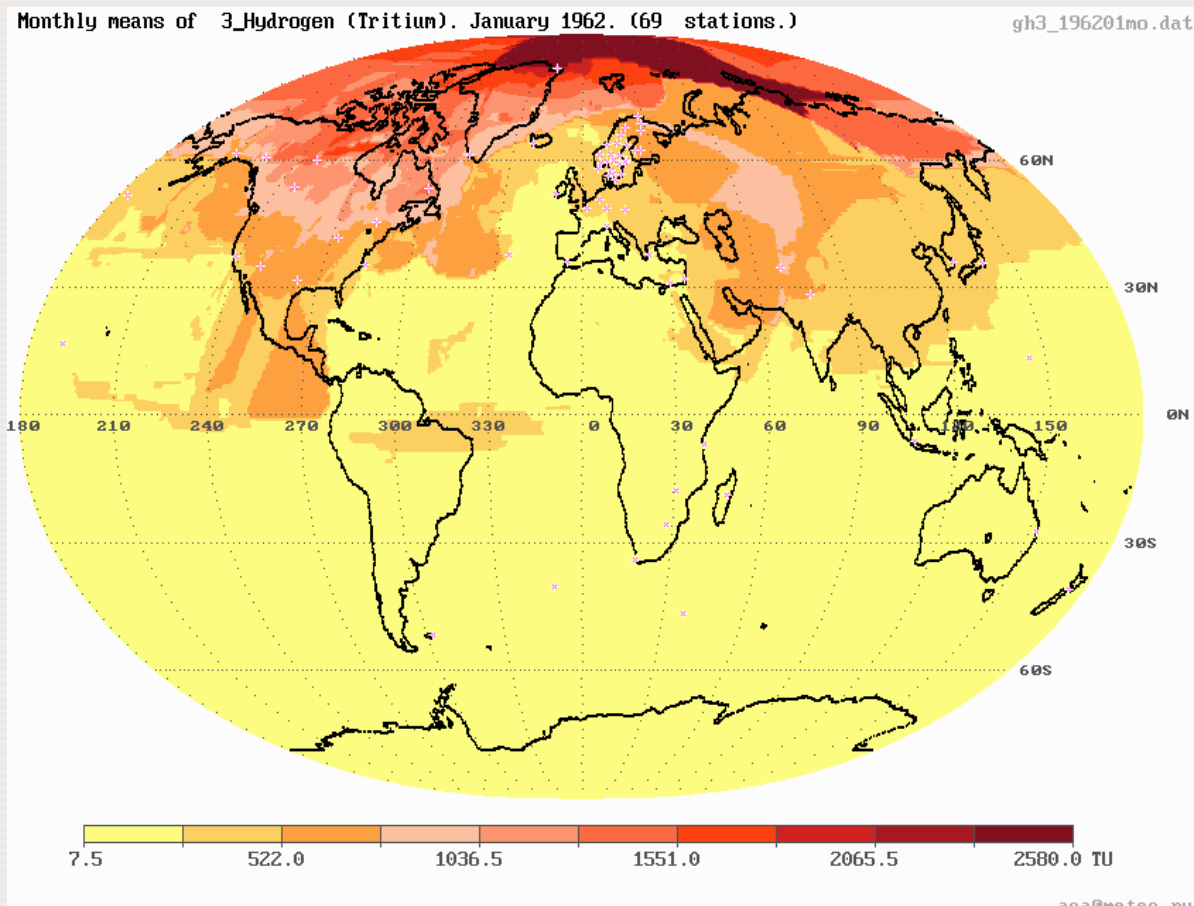 Monthly means of  3_Hydrogen (Tritium). January 1962. (69  stations.)
gh3_196201mo.dat
60N
30N
0N
180 210 240 270 300 330 0 30 60 90 120 150
30S
60S
7.5 522.0 1036.5 1551.0 2065.5 2580.0 TU